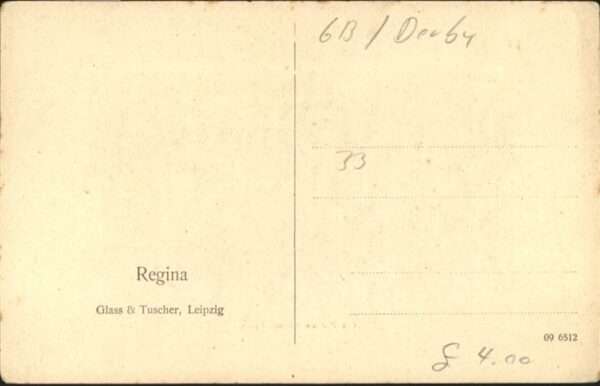 6B / Derby
33
Regina
Glass & Tuscher, Leipzig
09 6512
£ 4.00